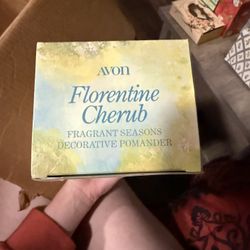 AVON
Florentine
Cherub
FRAGRANT SEASONS
DECORATIVE POMANDER